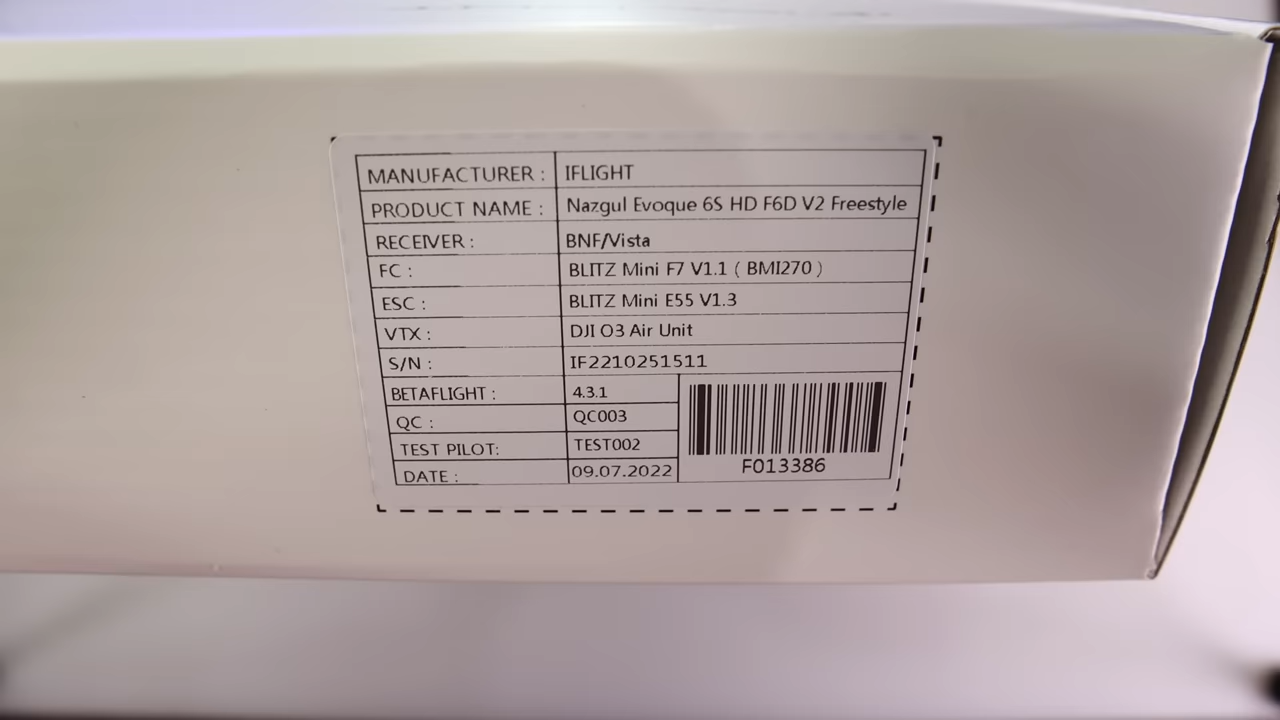 MANUFACTURER : IFLIGHT
PRODUCT NAME : Nazgul Evoque 6S HD F6D V2 Freestyle
RECEIVER : BNF/Vista
FC : BLITZ Mini F7 V1.1 ( BMI270 )
ESC : BLITZ Mini E55 V1.3
VTX : DJI O3 Air Unit
S/N : IF2210251511
BETAFLIGHT : 4.3.1
QC : QC003
TEST PILOT: TEST002
DATE : 09.07.2022
F013386